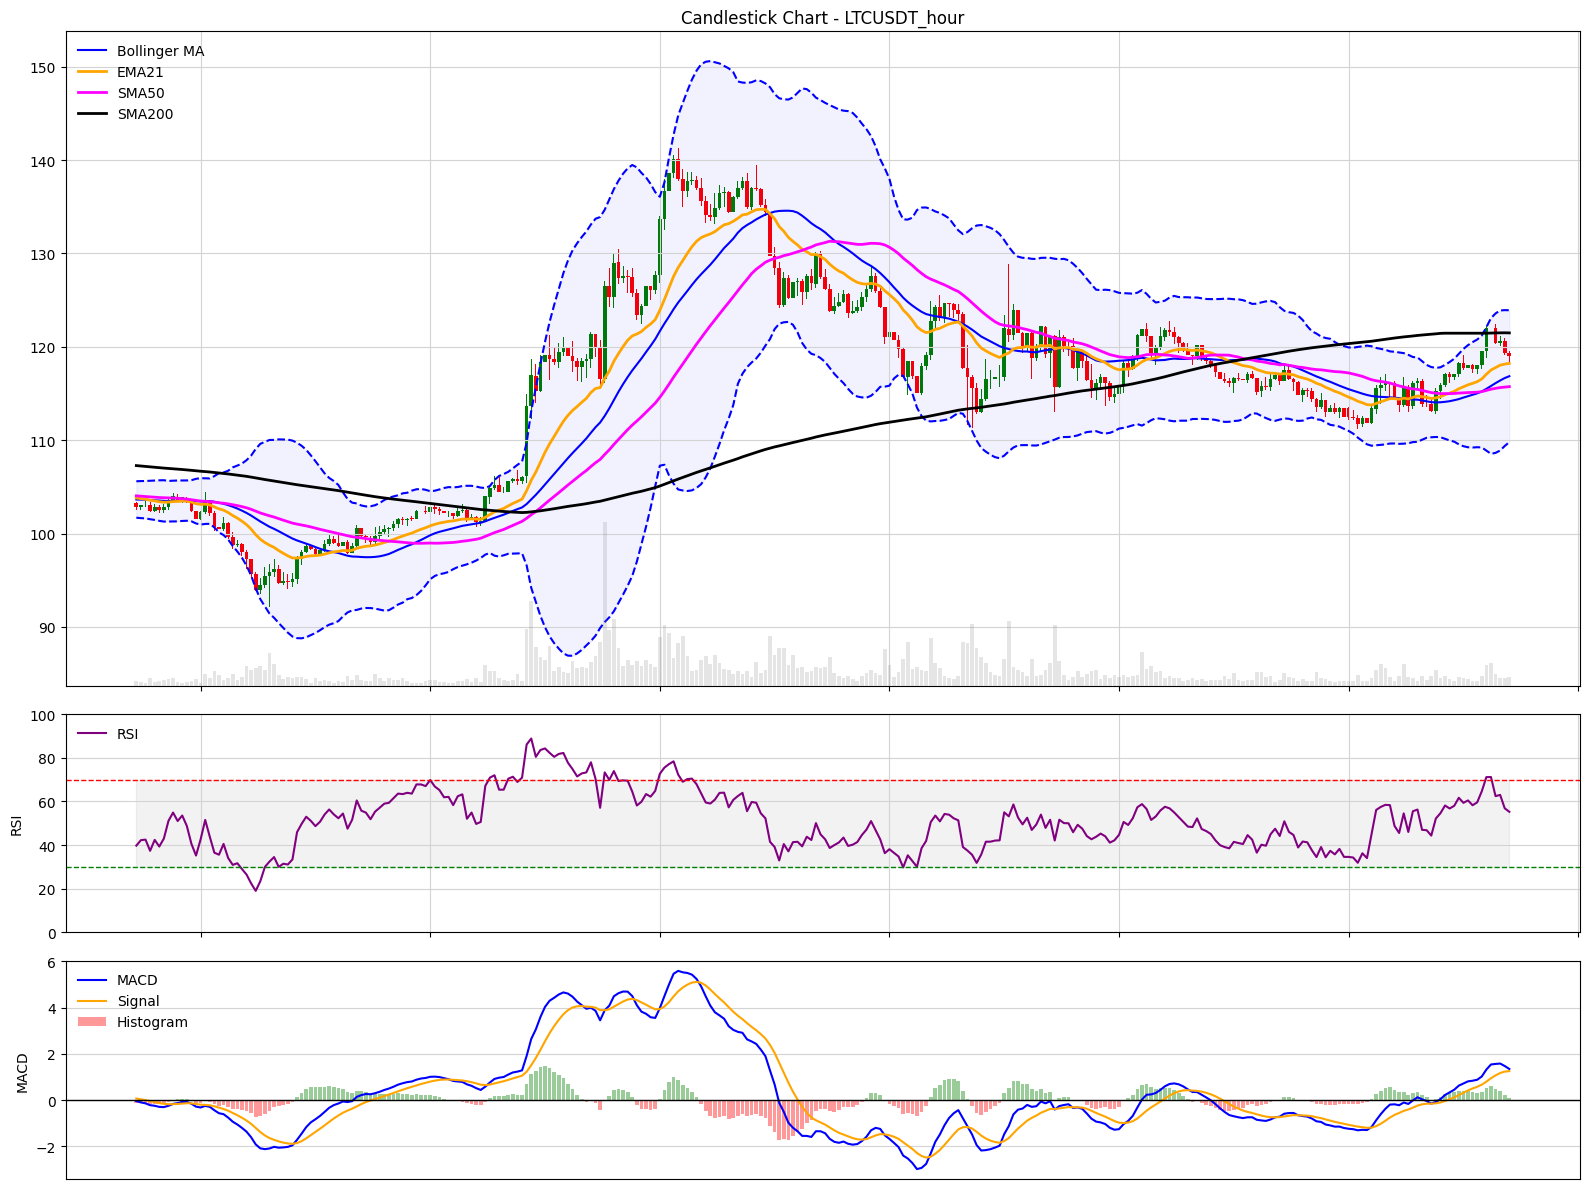 Candlestick Chart - LTCUSDT_hour
Bollinger MA
EMA21
SMA50
SMA200
150
140
130
120
110
100
90
RSI
100
80
60
40
20
0
RSI
MACD
Signal
Histogram
6
4
2
0
−2
MACD